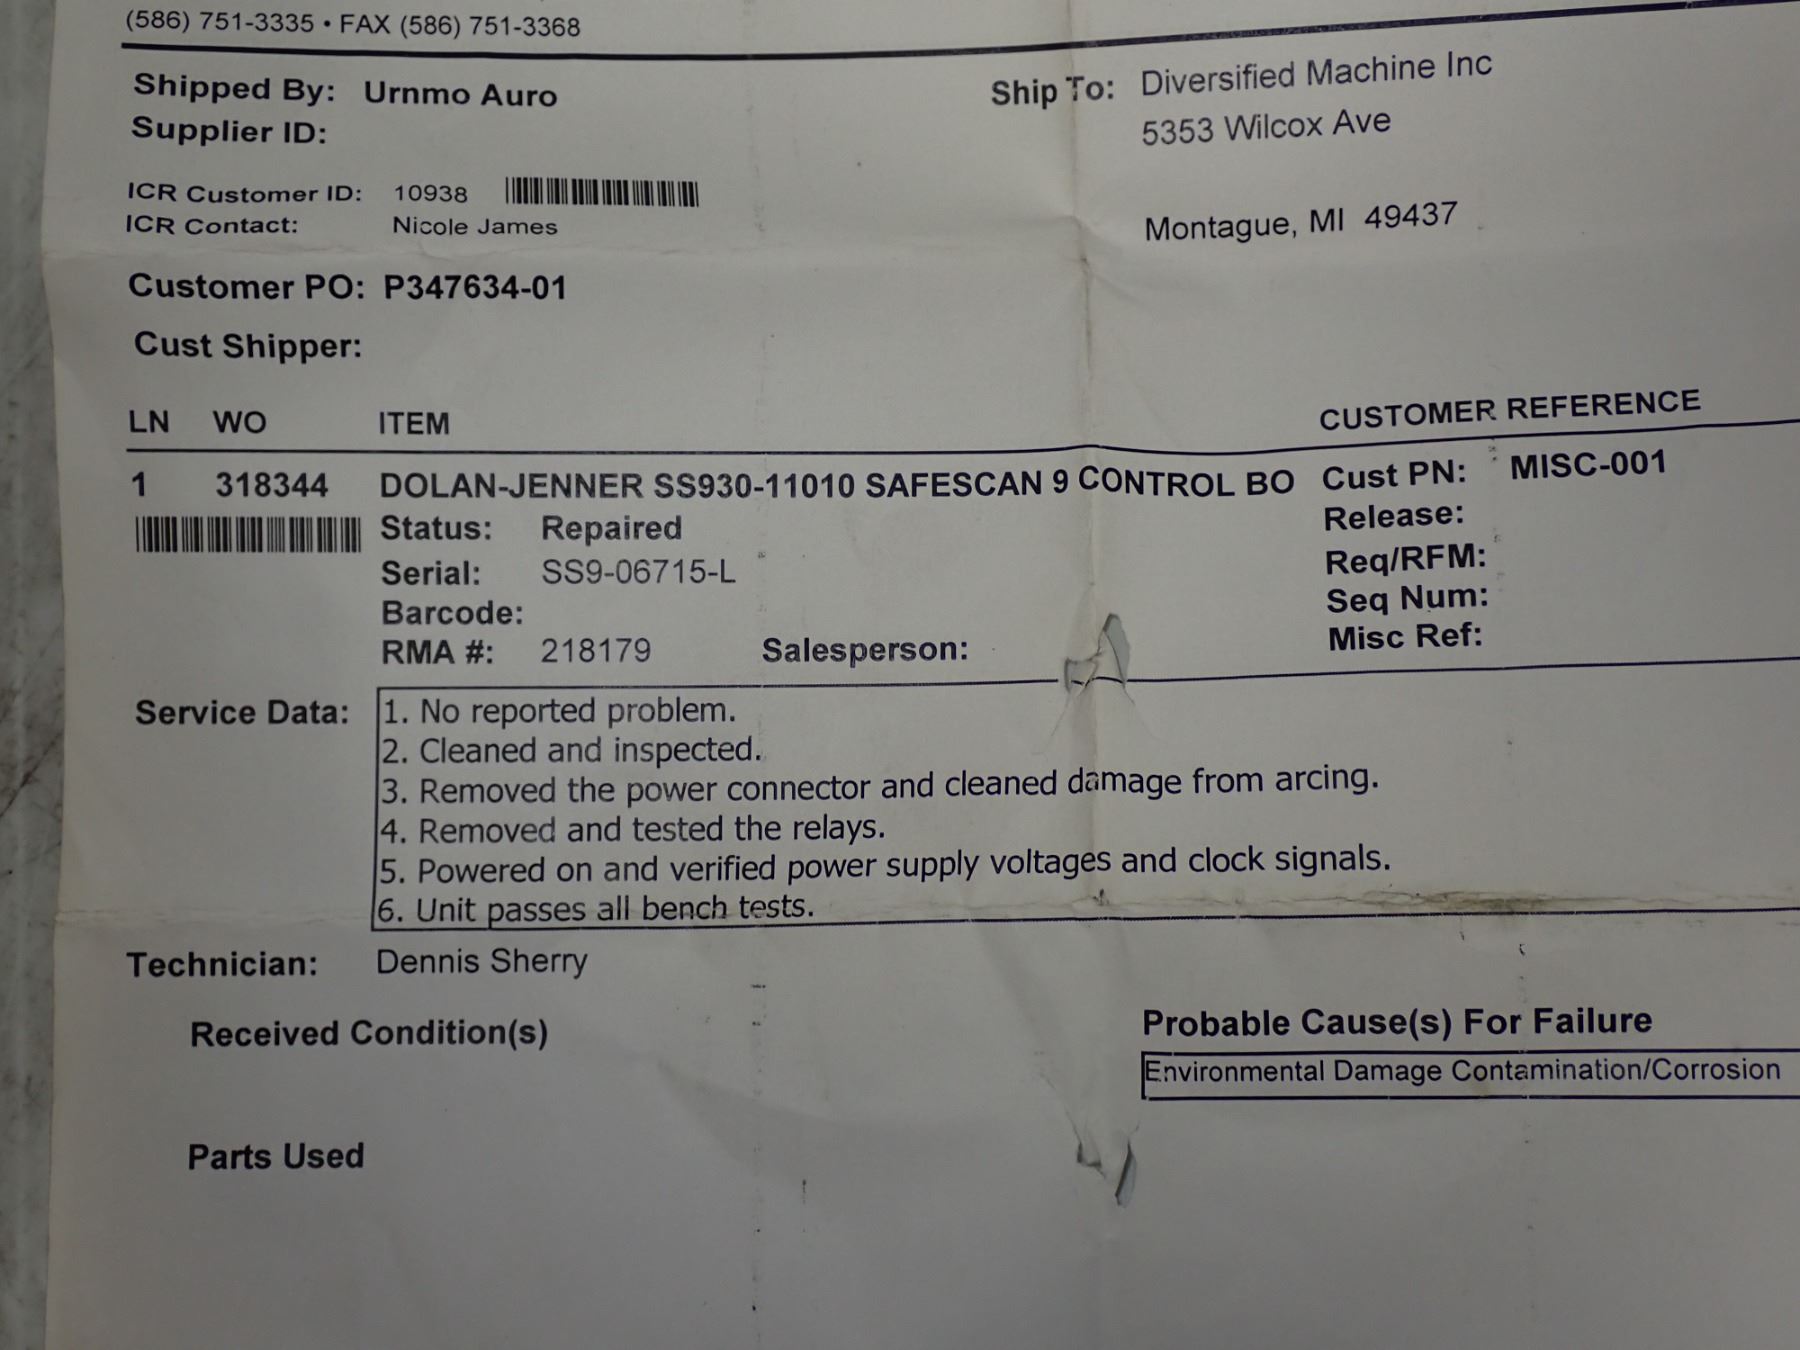 (586) 751-3335 • FAX (586) 751-3368
Shipped By: Urnmo Auro
Supplier ID:
Ship To: Diversified Machine Inc
5353 Wilcox Ave
Montague, MI 49437
ICR Customer ID: 10938
ICR Contact: Nicole James
Customer PO: P347634-01
Cust Shipper:
LN WO ITEM CUSTOMER REFERENCE
1 318344 DOLAN-JENNER SS930-11010 SAFESCAN 9 CONTROL BO Cust PN: MISC-001
Status: Repaired Release:
Serial: SS9-06715-L Req/RFM:
Barcode: Seq Num:
RMA #: 218179 Salesperson: Misc Ref:
Service Data: 1. No reported problem.
2. Cleaned and inspected.
3. Removed the power connector and cleaned damage from arcing.
4. Removed and tested the relays.
5. Powered on and verified power supply voltages and clock signals.
6. Unit passes all bench tests.
Technician: Dennis Sherry
Received Condition(s) Probable Cause(s) For Failure
Environmental Damage Contamination/Corrosion
Parts Used